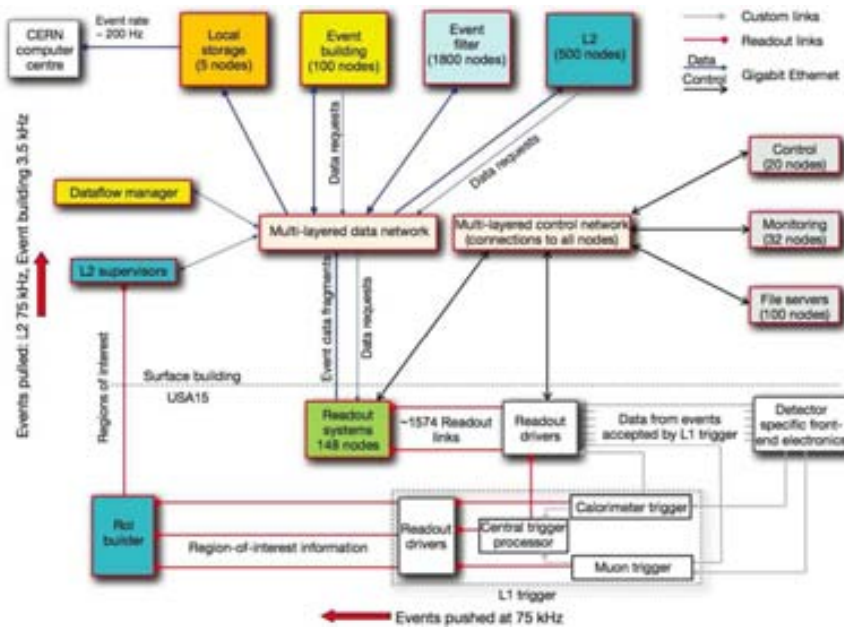 CERN
computer
centre
Event rate
~ 200 Hz
Local
storage
(5 nodes)
Event
building
(100 nodes)
Event
filter
(1800 nodes)
L2
(500 nodes)
Custom links
Readout links
Data
Control
Gigabit Ethernet
Data requests
Data requests
Control
(20 nodes)
Dataflow manager
Multi-layered data network
Multi-layered control network
(connections to all nodes)
Monitoring
(32 nodes)
L2 supervisors
File servers
(100 nodes)
Events pulled: L2 75 kHz, Event building 3.5 kHz
Regions of interest
Event data fragments
Data requests
Surface building
USA15
Readout
systems
148 nodes
~1574 Readout
links
Readout
drivers
Data from events
accepted by L1 trigger
Detector
specific front-
end electronics
RoI
builder
Region-of-interest information
Readout
drivers
Central trigger
processor
Calorimeter trigger
Muon trigger
L1 trigger
Events pushed at 75 kHz